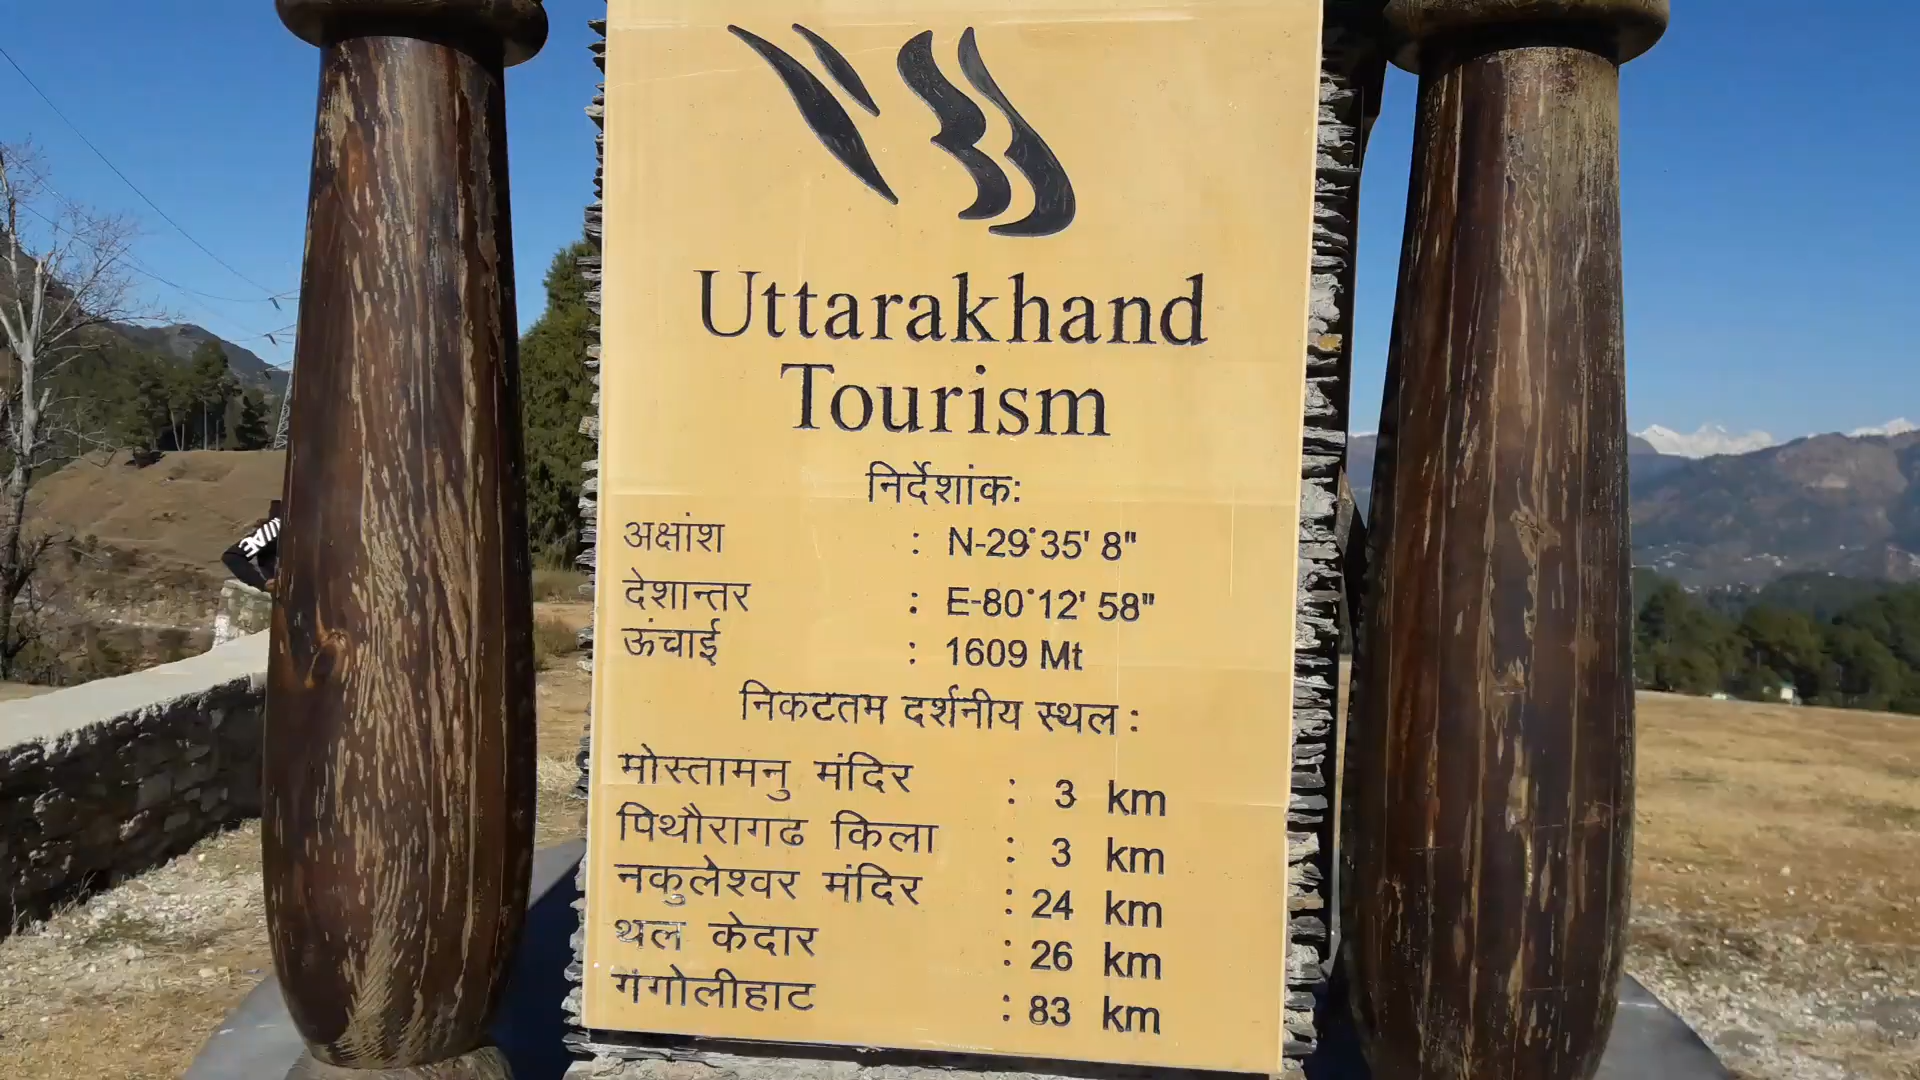 Uttarakhand
Tourism
निर्देशांक:
अक्षांश : N-29°35' 8"
देशान्तर : E-80°12' 58"
ऊंचाई : 1609 Mt
निकटतम दर्शनीय स्थल :
मोस्तामनु मंदिर : 3 km
पिथौरागढ किला : 3 km
नकुलेश्वर मंदिर : 24 km
थल केदार : 26 km
गंगोलीहाट : 83 km